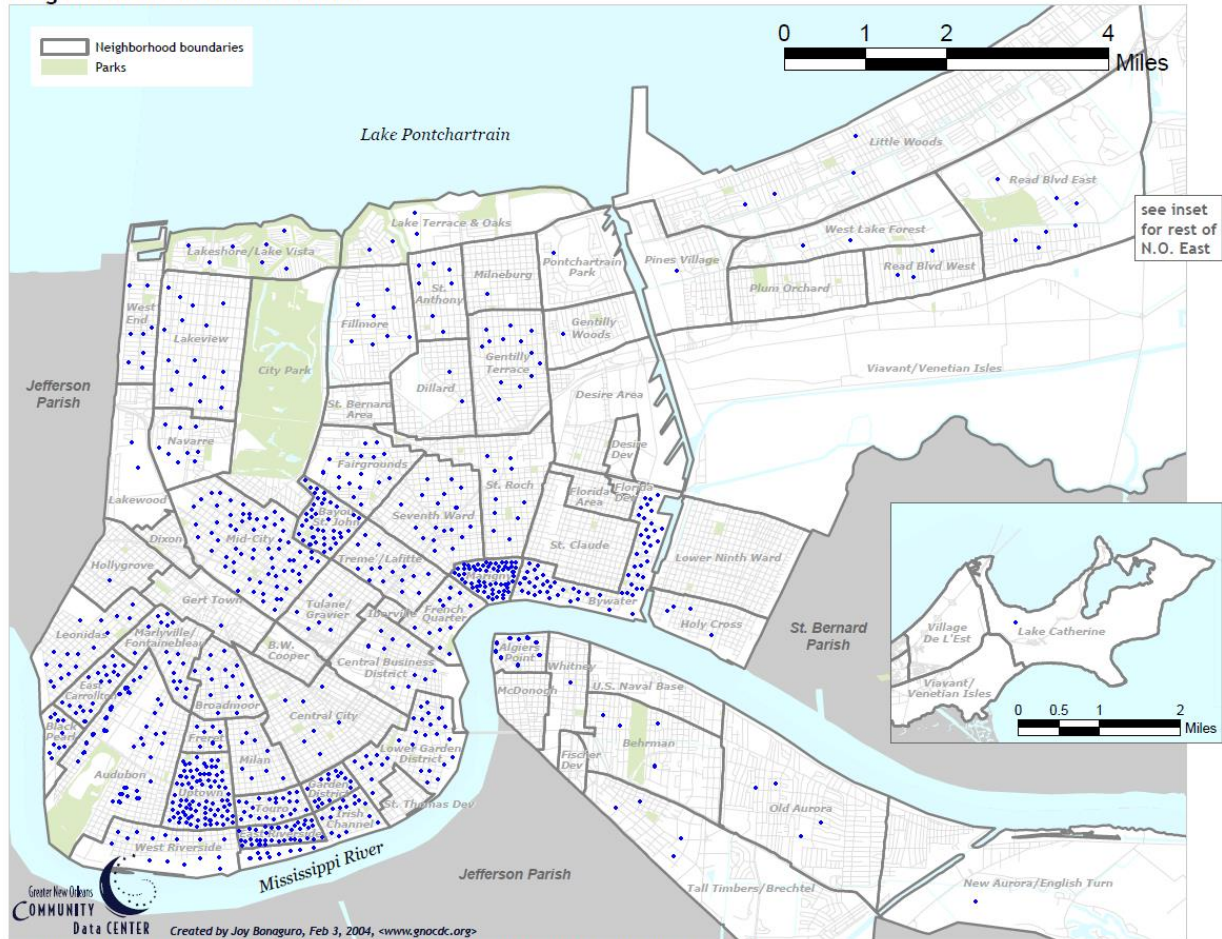 Neighborhood boundaries
Parks
0 1 2 4
Miles
Lake Pontchartrain
Little Woods
Read Blvd East
see inset
for rest of
N.O. East
Lake Terrace & Oaks
Lakeshore/Lake Vista
West Lake Forest
Pontchartrain
Park
Pines Village
Read Blvd West
Milneburg
St.
Anthony
Plum Orchard
West
End
Lakeview
Fillmore
Gentilly
Woods
Gentilly
Terrace
City Park
Viavant/Venetian Isles
Jefferson
Parish
Dillard
Desire Area
St. Bernard
Area
Navarre
Desire
Dev
Fairgrounds
St. Roch
Lakewood
Florida
Area
Florida
Dev
Bayou
St. John
Seventh Ward
Mid-City
Dixon
St. Claude
Lower Ninth Ward
Treme'/Lafitte
Hollygrove
Marigny
Gert Town
Tulane/
Gravier
Iberville
French
Quarter
Bywater
Holy Cross
St. Bernard
Parish
Leonidas
Marlyville/
Fontainebleau
B.W.
Cooper
Central Business
District
Algiers
Point
Whitney
U.S. Naval Base
McDonogh
East
Carrollton
Broadmoor
Central City
Black
Pearl
Freret
Milan
Lower Garden
District
Behrman
Fischer
Dev
Audubon
Uptown
Touro
Garden
District
Irish
Channel
St. Thomas Dev
Old Aurora
East Riverside
West Riverside
Mississippi River
Jefferson Parish
Tall Timbers/Brechtel
New Aurora/English Turn
Village
De L'Est
Lake Catherine
Viavant/
Venetian Isles
0 0.5 1 2
Miles
Greater New Orleans
COMMUNITY
Data CENTER
Created by Joy Bonaguro, Feb 3, 2004, <www.gnocdc.org>